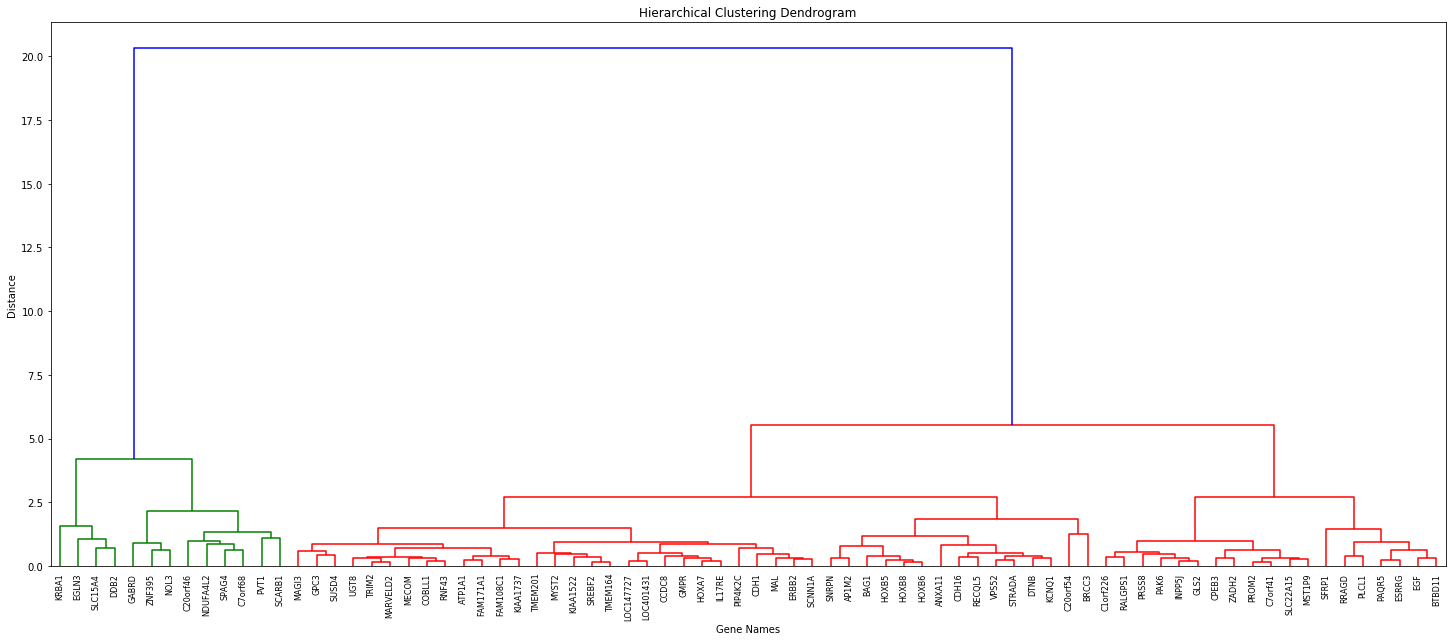 Hierarchical Clustering Dendrogram
20.0
17.5
15.0
12.5
10.0
7.5
5.0
2.5
0.0
Distance
KRBA1
EGLN3
SLC15A4
DDB2
GABRD
ZNF395
NOL3
C20orf46
NDUFA4L2
SPAG4
C7orf68
PVT1
SCARB1
MAGI3
GPC3
SUSD4
UGT8
TRIM2
MARVELD2
MECOM
COBLL1
RNF43
ATP1A1
FAM171A1
FAM108C1
KIAA1737
TMEM201
MYST2
KIAA1522
SREBF2
TMEM164
LOC147727
LOC401431
CCDC8
GMPR
HOXA7
IL17RE
PIP4K2C
CDH1
MAL
ERBB2
SCNN1A
SNRPN
AP1M2
BAG1
HOXB5
HOXB8
HOXB6
ANXA11
CDH16
RECQL5
VPS52
STRADA
DTNB
KCNQ1
C20orf54
BRCC3
C1orf226
RALGPS1
PRSS8
PAK6
INPP5J
GLS2
CPEB3
ZADH2
PROM2
C7orf41
SLC22A15
MST1P9
SFRP1
RRAGD
PLCL1
PAQR5
ESRRG
EGF
BTBD11
Gene Names